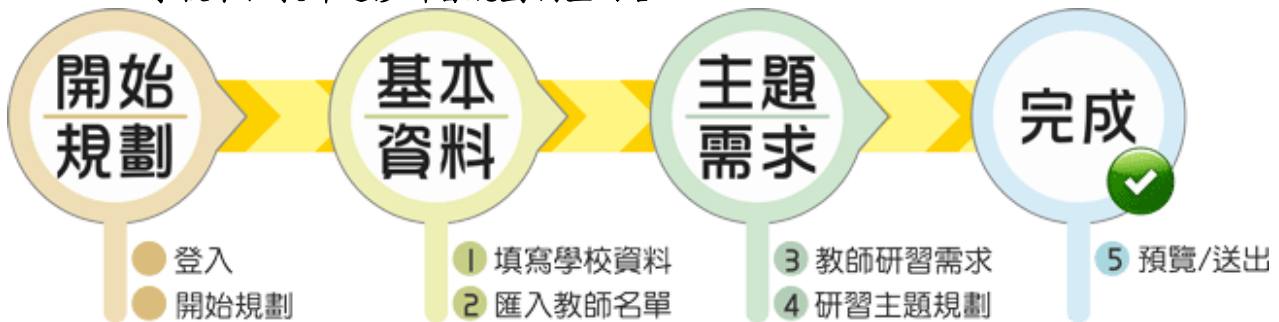 開始
規劃
登入
開始規劃
基本
資料
1 填寫學校資料
2 匯入教師名單
主題
需求
3 教師研習需求
4 研習主題規劃
完成
5 預覽/送出